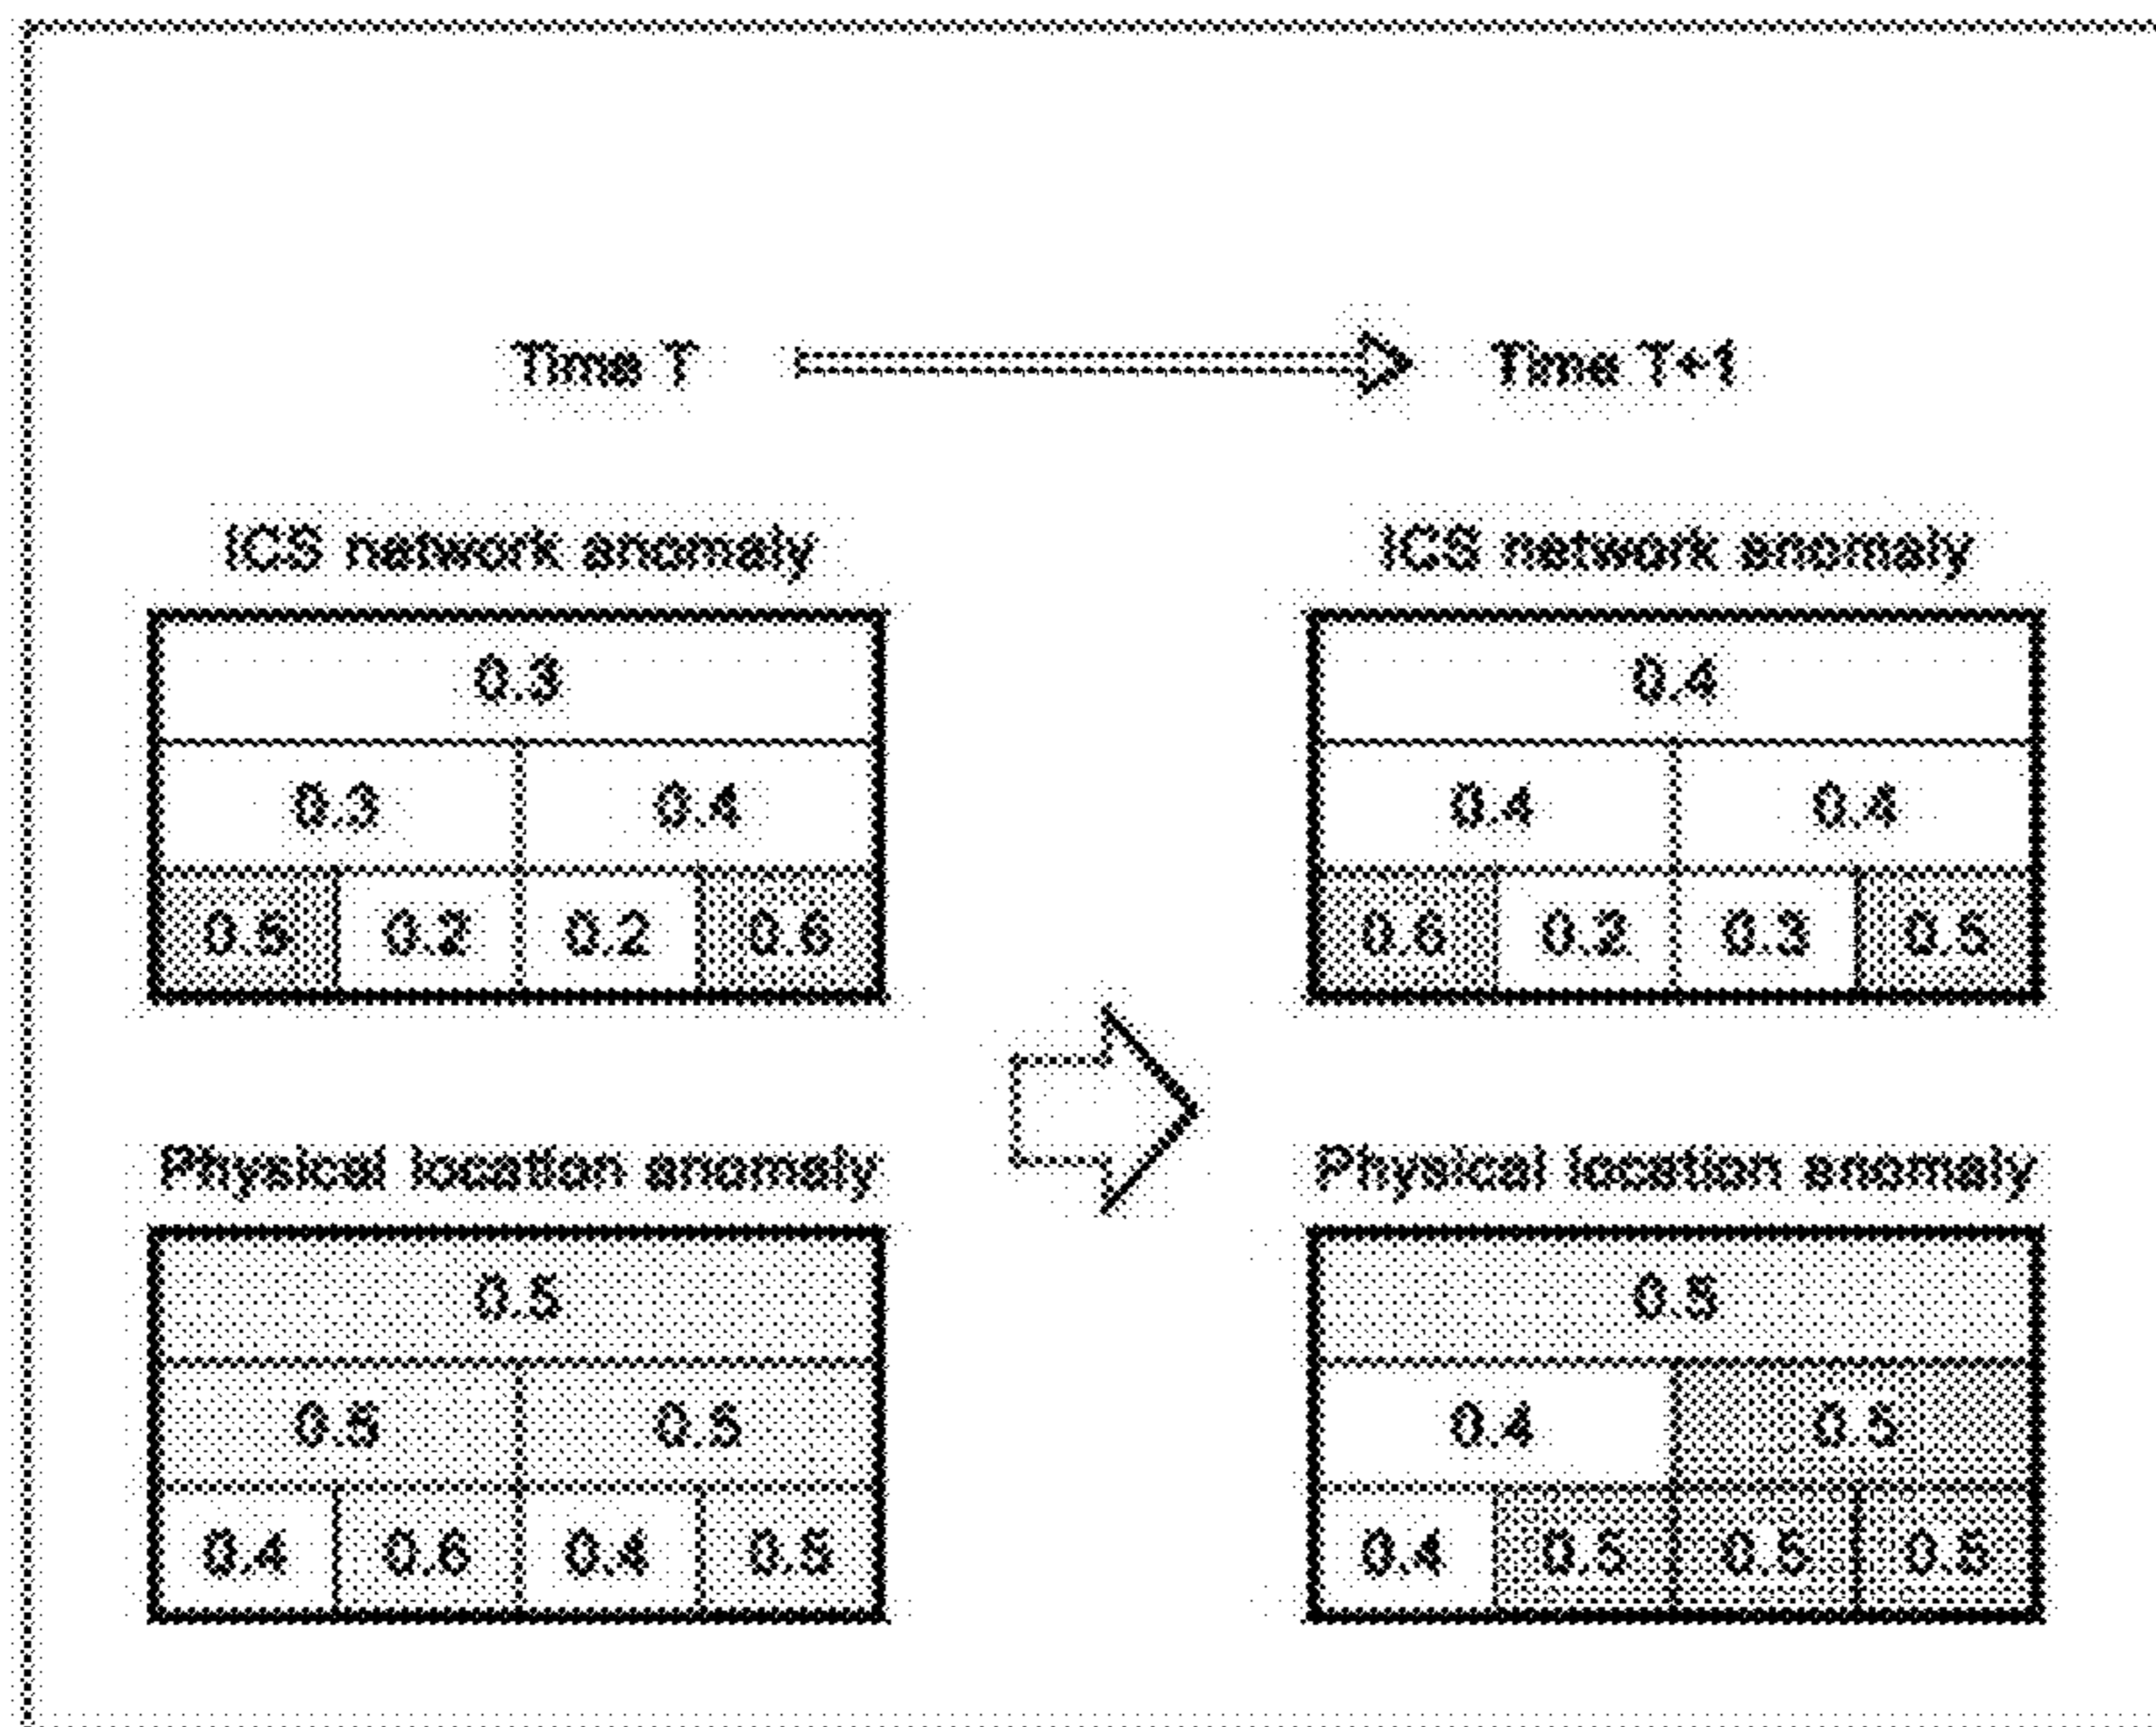 Time T Time T+1
ICS network anomaly ICS network anomaly
0.3 0.4
0.3 0.4 0.4 0.4
0.5 0.2 0.2 0.6 0.6 0.2 0.3 0.5
Physical location anomaly Physical location anomaly
0.5 0.5
0.5 0.5 0.4 0.5
0.4 0.6 0.4 0.5 0.4 0.5 0.5 0.5